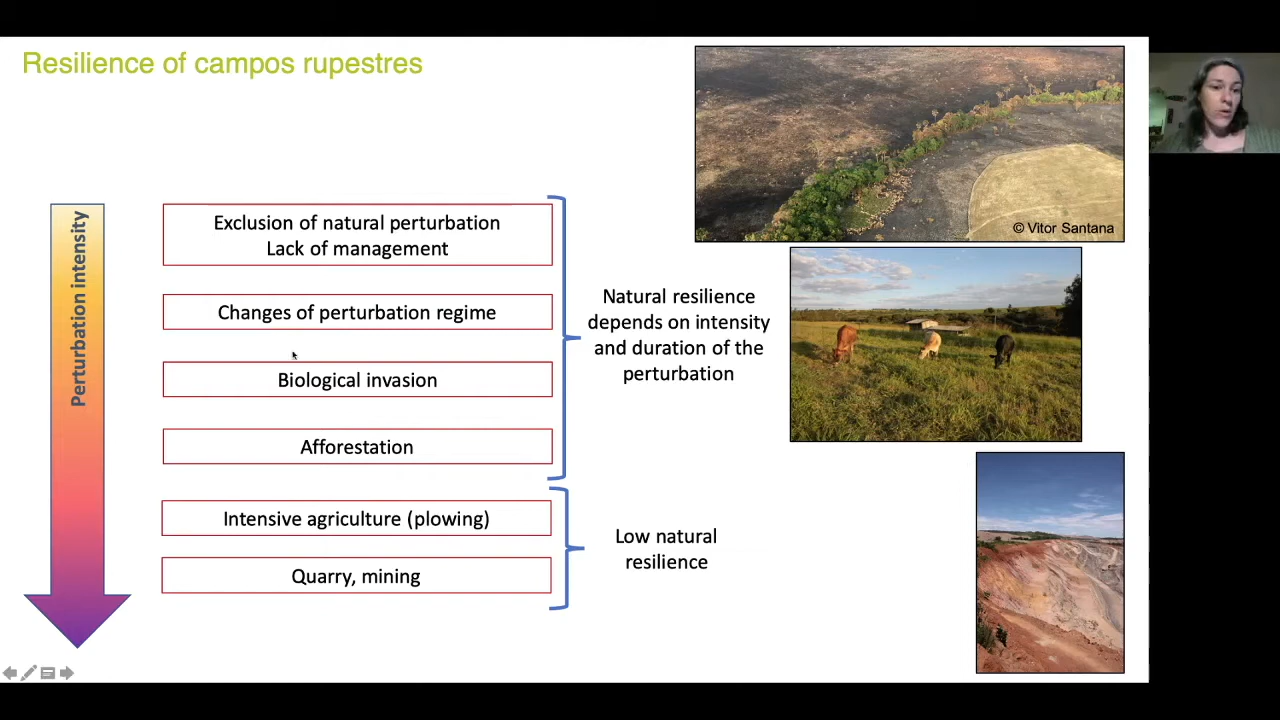 Resilience of campos rupestres
Perturbation intensity
Exclusion of natural perturbation
Lack of management
Changes of perturbation regime
Biological invasion
Afforestation
Intensive agriculture (plowing)
Quarry, mining
Natural resilience
depends on intensity
and duration of the
perturbation
Low natural
resilience
© Vitor Santana